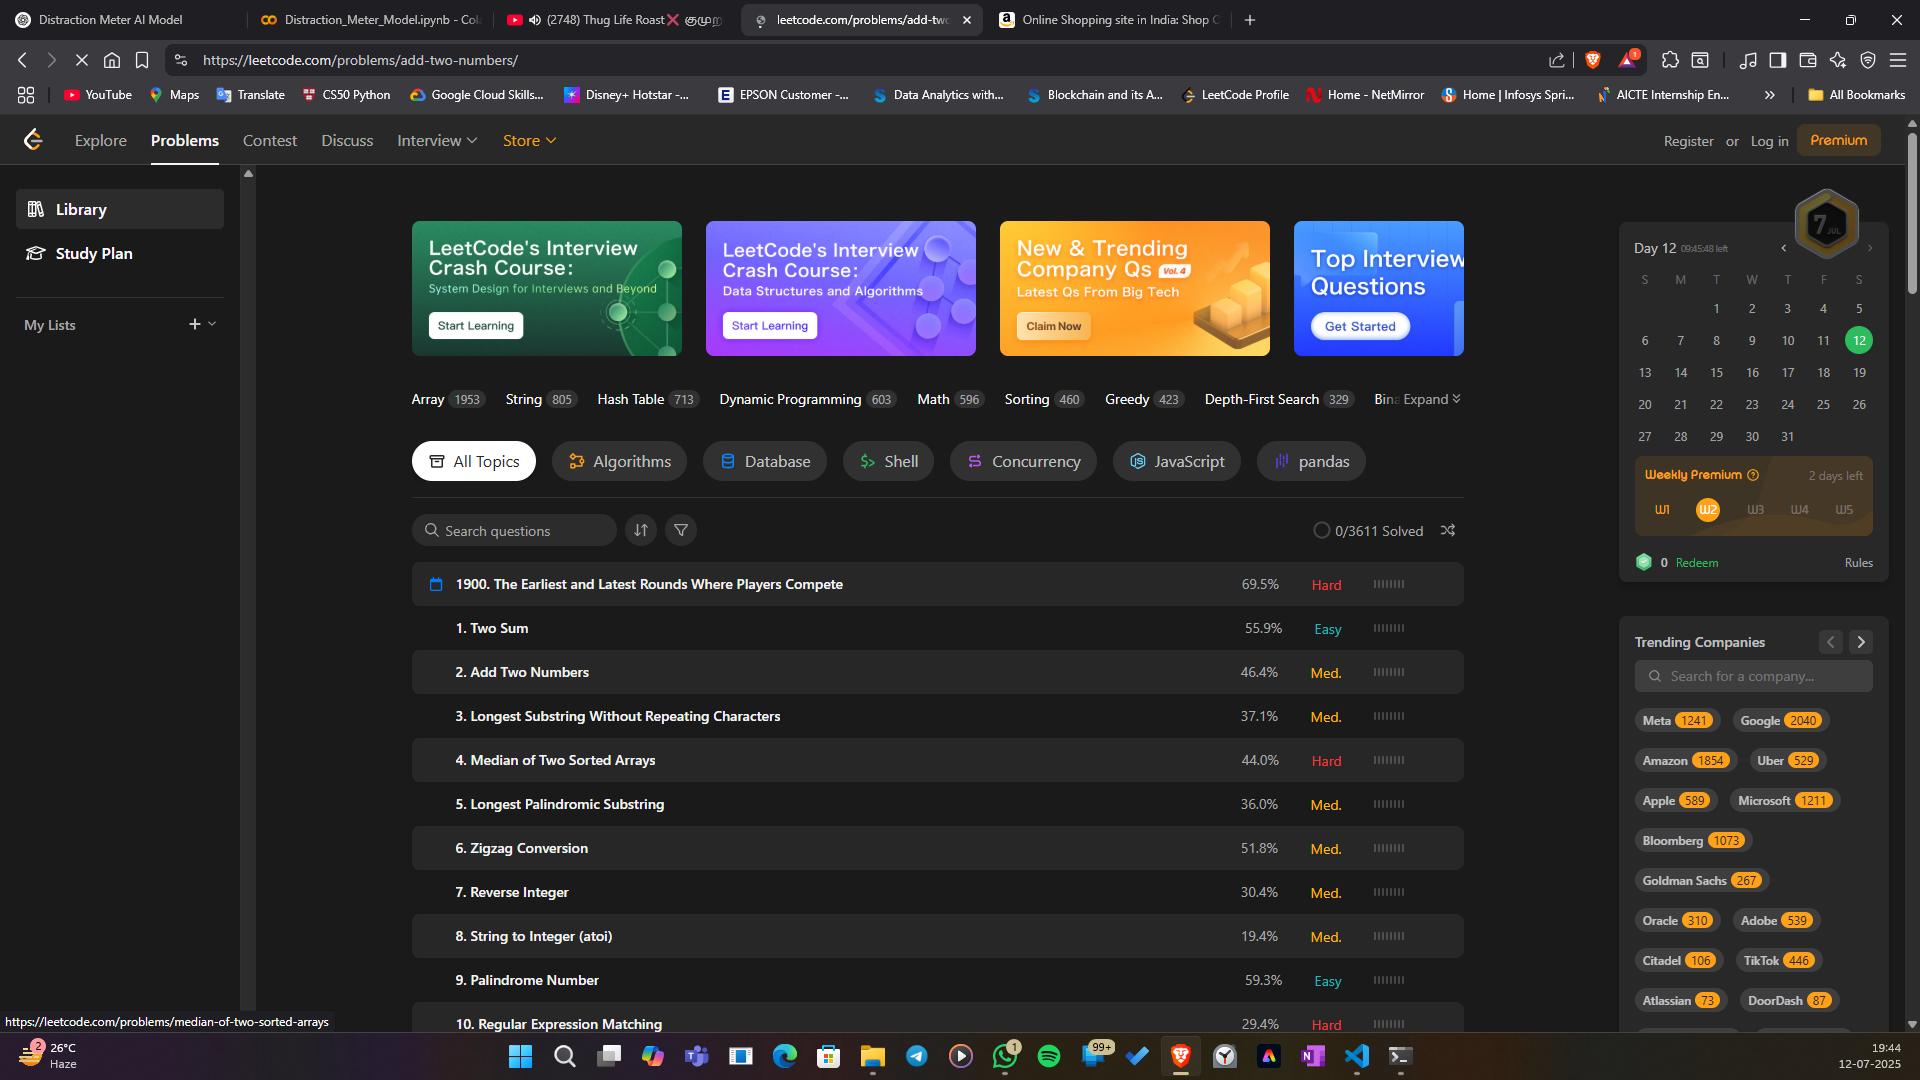 Distraction Meter AI Model
Distraction_Meter_Model.ipynb - Col
(2748) Thug Life Roast❌ குமுற
leetcode.com/problems/add-two
Online Shopping site in India: Shop O
https://leetcode.com/problems/add-two-numbers/
1
YouTube
Maps
Translate
CS50 Python
Google Cloud Skills...
Disney+ Hotstar -...
EPSON Customer -...
Data Analytics with...
Blockchain and its A...
LeetCode Profile
Home - NetMirror
Home | Infosys Spri...
AICTE Internship En...
All Bookmarks
Explore
Problems
Contest
Discuss
Interview
Store
Register or Log in
Premium
Library
Study Plan
My Lists
LeetCode's Interview
Crash Course:
System Design for Interviews and Beyond
Start Learning
LeetCode's Interview
Crash Course:
Data Structures and Algorithms
Start Learning
New & Trending
Company Qs Vol. 4
Latest Qs From Big Tech
Claim Now
Top Interview
Questions
Get Started
Array 1953
String 805
Hash Table 713
Dynamic Programming 603
Math 596
Sorting 460
Greedy 423
Depth-First Search 329
Bina
Expand
All Topics
Algorithms
Database
Shell
Concurrency
JavaScript
pandas
Search questions
0/3611 Solved
1900. The Earliest and Latest Rounds Where Players Compete 69.5% Hard
1. Two Sum 55.9% Easy
2. Add Two Numbers 46.4% Med.
3. Longest Substring Without Repeating Characters 37.1% Med.
4. Median of Two Sorted Arrays 44.0% Hard
5. Longest Palindromic Substring 36.0% Med.
6. Zigzag Conversion 51.8% Med.
7. Reverse Integer 30.4% Med.
8. String to Integer (atoi) 19.4% Med.
9. Palindrome Number 59.3% Easy
10. Regular Expression Matching 29.4% Hard
7 JUL
Day 12 09:45:48 left
S M T W T F S
1 2 3 4 5
6 7 8 9 10 11 12
13 14 15 16 17 18 19
20 21 22 23 24 25 26
27 28 29 30 31
Weekly Premium 2 days left
W1 W2 W3 W4 W5
0 Redeem Rules
Trending Companies
Search for a company...
Meta 1241 Google 2040
Amazon 1854 Uber 529
Apple 589 Microsoft 1211
Bloomberg 1073
Goldman Sachs 267
Oracle 310 Adobe 539
Citadel 106 TikTok 446
Atlassian 73 DoorDash 87
https://leetcode.com/problems/median-of-two-sorted-arrays
2
26°C
Haze
1
99+
19:44
12-07-2025